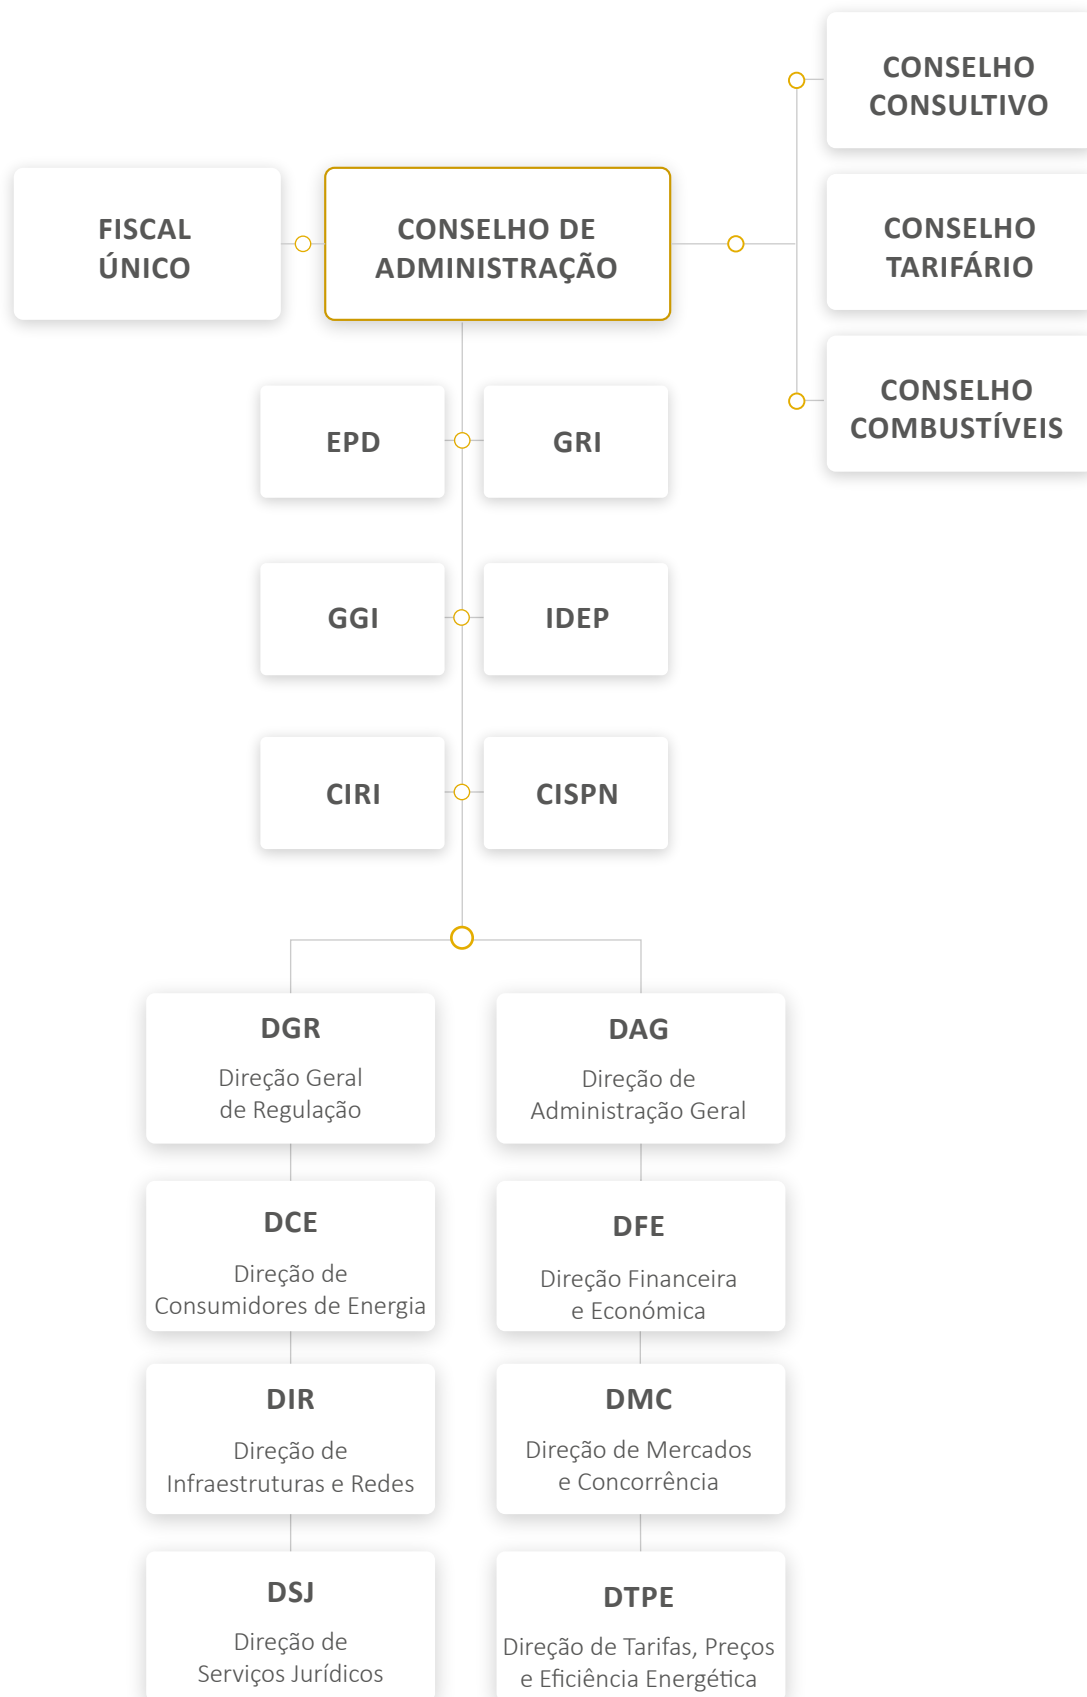 CONSELHO
CONSULTIVO
FISCAL
ÚNICO
CONSELHO DE
ADMINISTRAÇÃO
CONSELHO
TARIFÁRIO
CONSELHO
COMBUSTÍVEIS
EPD
GRI
GGI
IDEP
CIRI
CISPN
DGR
Direção Geral
de Regulação
DAG
Direção de
Administração Geral
DCE
Direção de
Consumidores de Energia
DFE
Direção Financeira
e Económica
DIR
Direção de
Infraestruturas e Redes
DMC
Direção de Mercados
e Concorrência
DSJ
Direção de
Serviços Jurídicos
DTPE
Direção de Tarifas, Preços
e Eficiência Energética